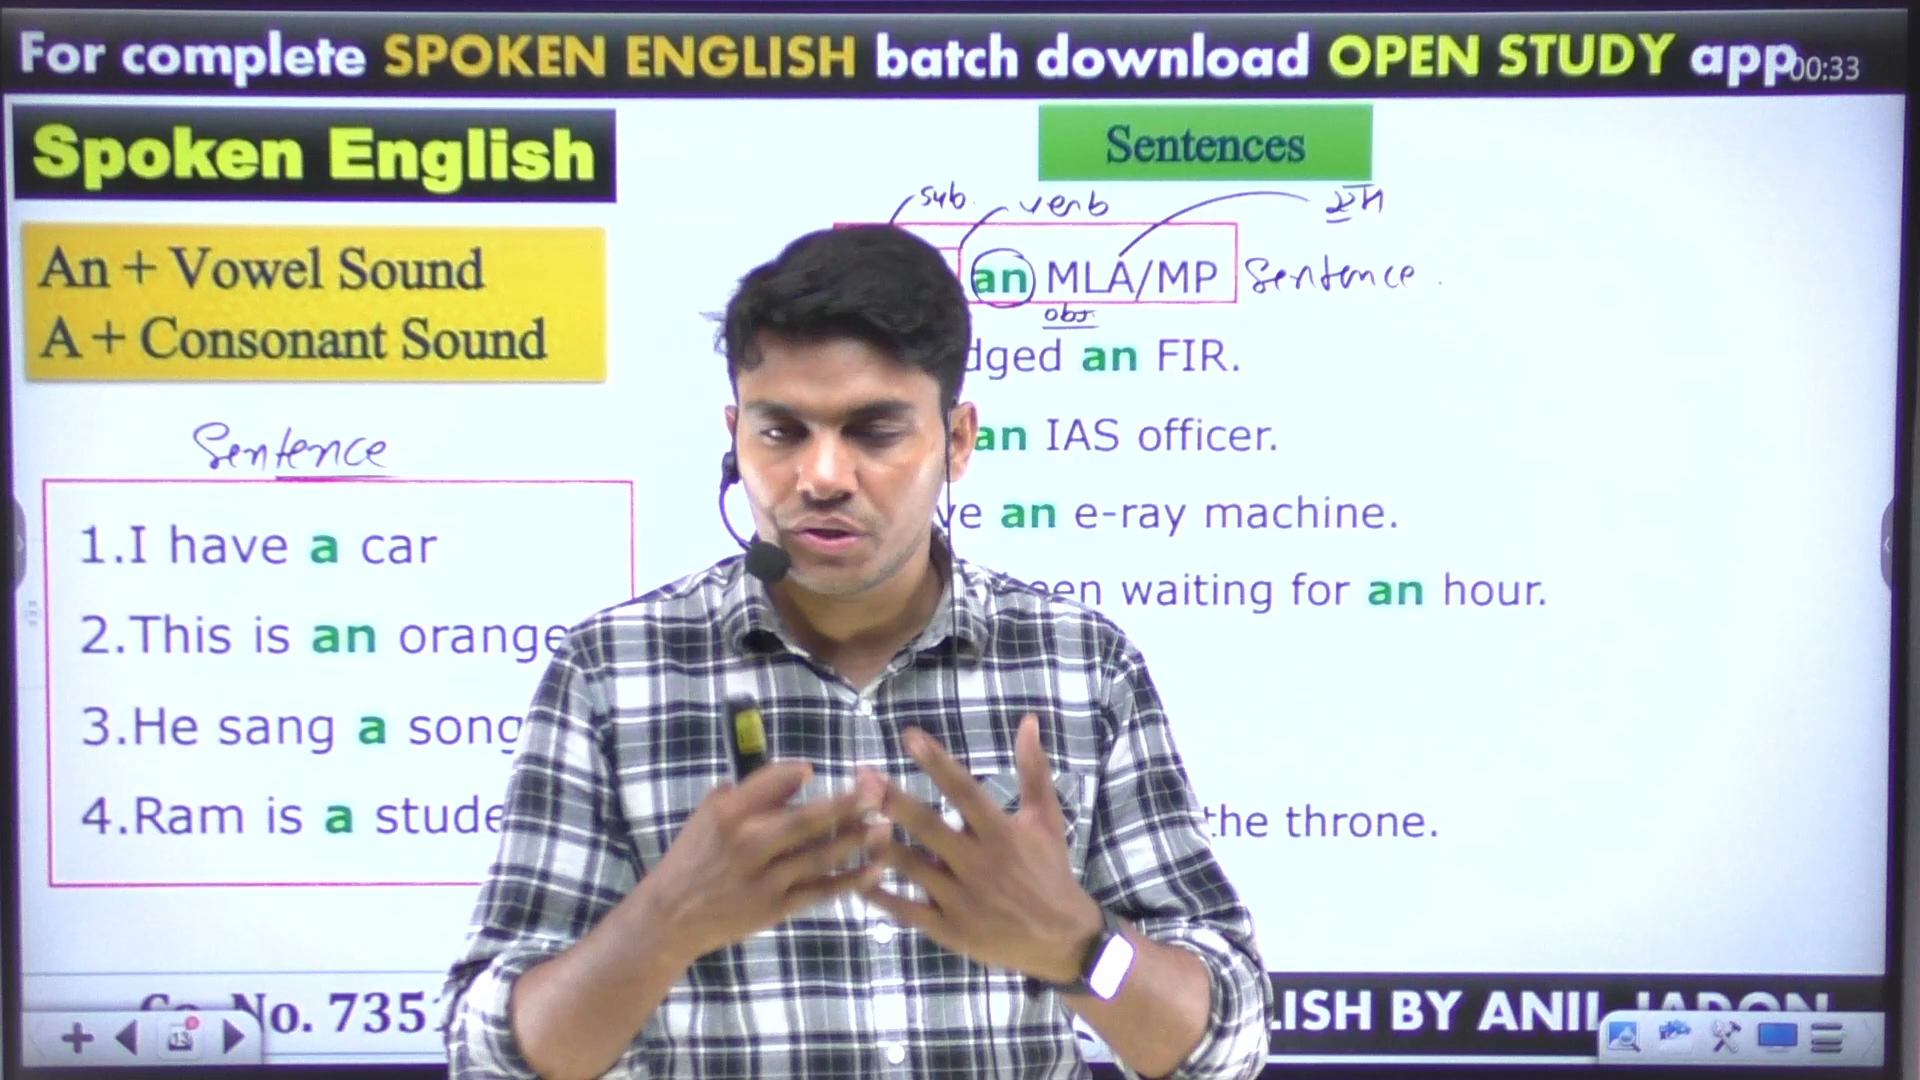 For complete SPOKEN ENGLISH batch download OPEN STUDY app
00:33
Spoken English
An + Vowel Sound
A + Consonant Sound
Sentence
1.I have a car
2.This is an orange
3.He sang a song
4.Ram is a stude
Sentences
sub. verb
an MLA/MP Sentence.
obj.
dged an FIR.
an IAS officer.
ve an e-ray machine.
een waiting for an hour.
the throne.
No. 735
LISH BY ANIL JADON